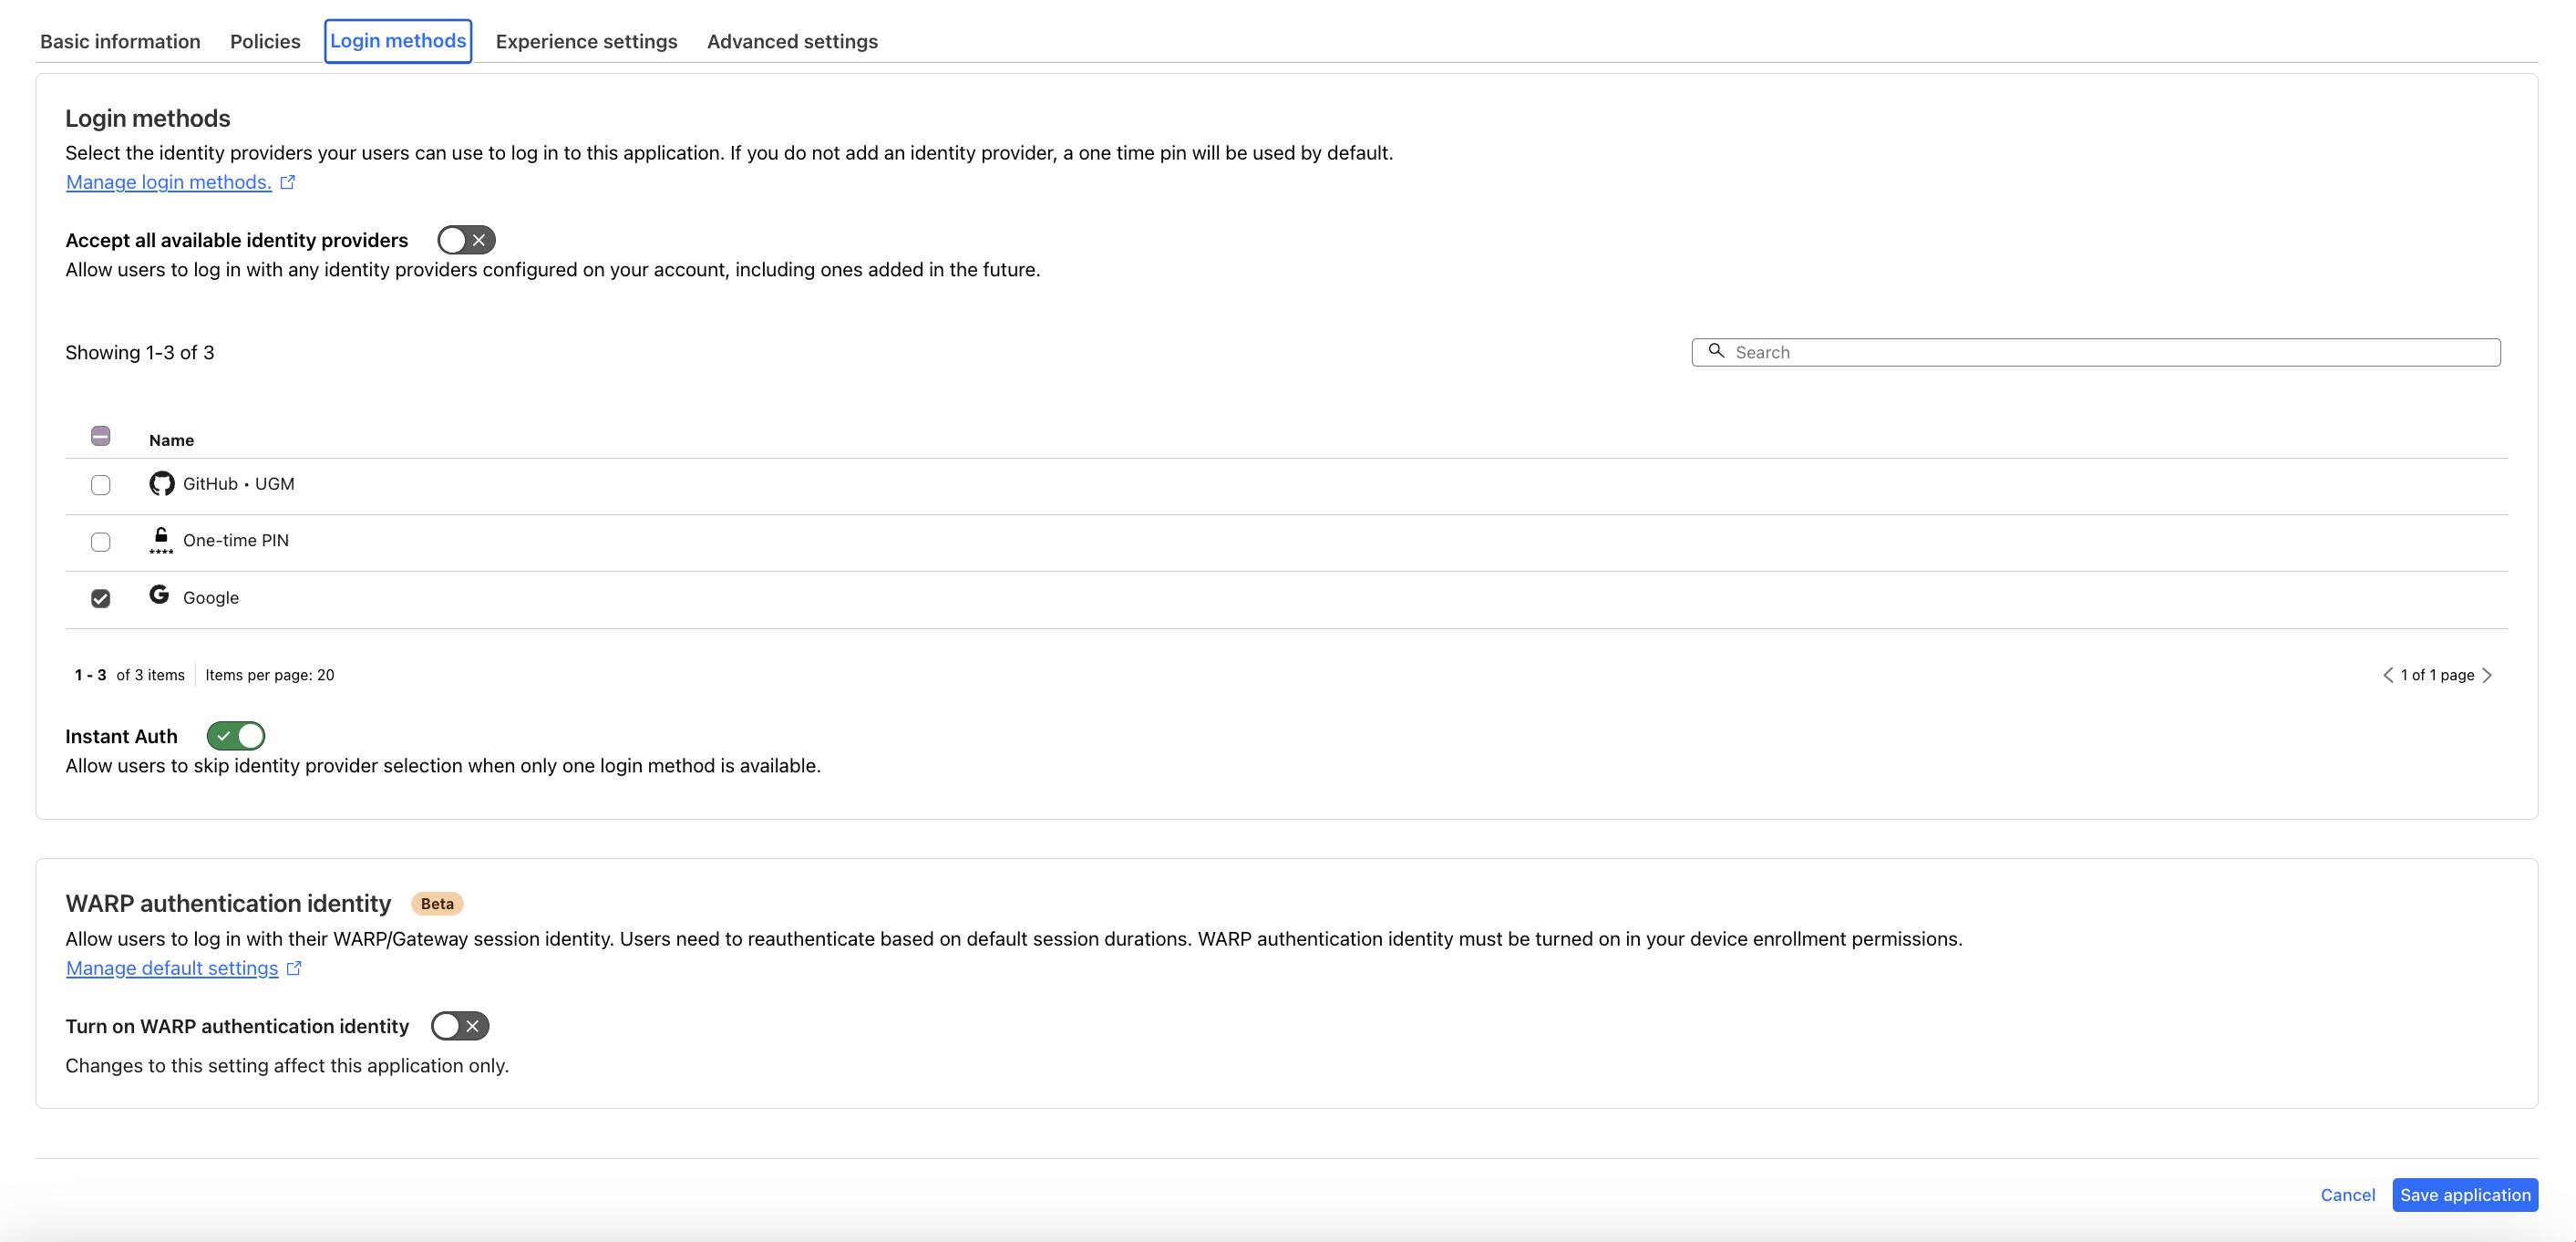 Basic information Policies Login methods Experience settings Advanced settings
Login methods
Select the identity providers your users can use to log in to this application. If you do not add an identity provider, a one time pin will be used by default.
Manage login methods.
Accept all available identity providers
Allow users to log in with any identity providers configured on your account, including ones added in the future.
Showing 1-3 of 3 Search
Name
GitHub • UGM
One-time PIN
Google
1 - 3 of 3 items Items per page: 20 1 of 1 page
Instant Auth
Allow users to skip identity provider selection when only one login method is available.
WARP authentication identity Beta
Allow users to log in with their WARP/Gateway session identity. Users need to reauthenticate based on default session durations. WARP authentication identity must be turned on in your device enrollment permissions.
Manage default settings
Turn on WARP authentication identity
Changes to this setting affect this application only.
Cancel Save application